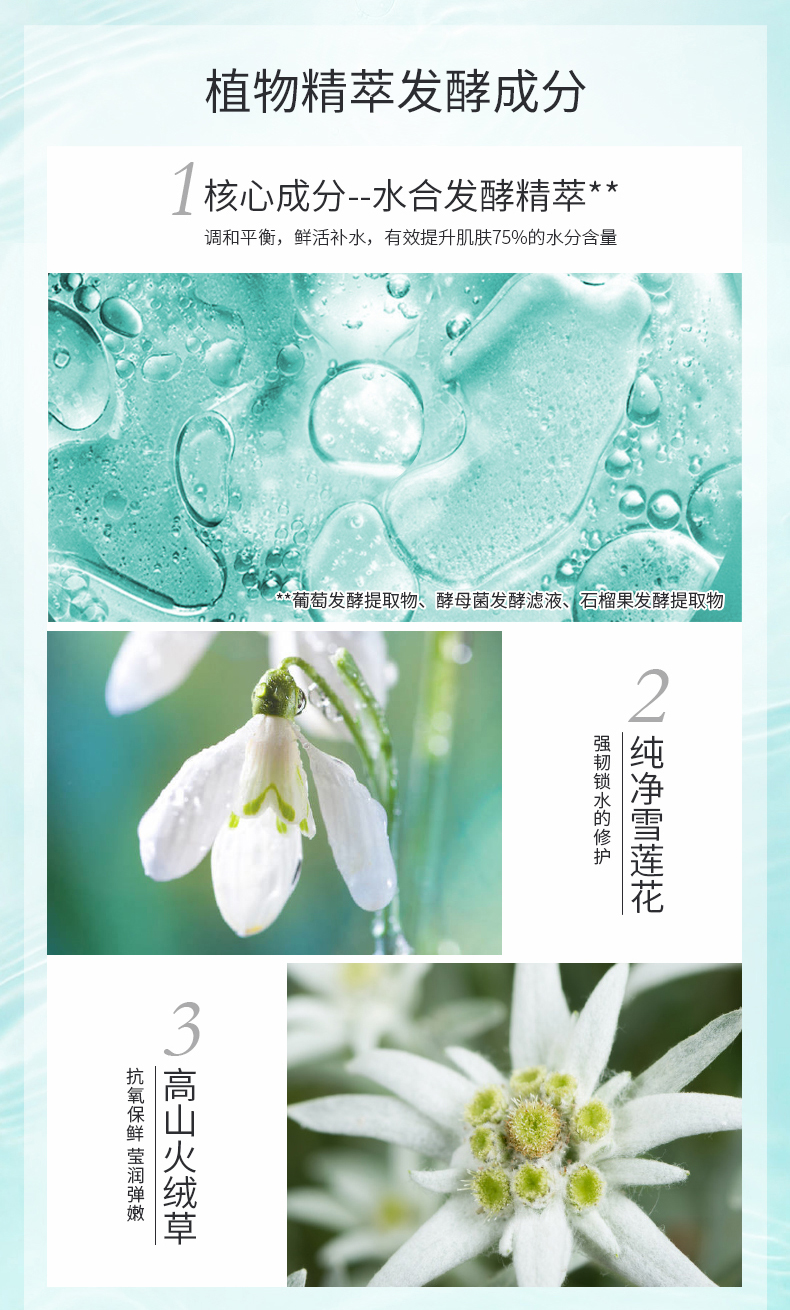 植物精萃发酵成分
1
核心成分--水合发酵精萃**
调和平衡，鲜活补水，有效提升肌肤75%的水分含量
**葡萄发酵提取物、酵母菌发酵滤液、石榴果发酵提取物
2
纯净雪莲花
强韧锁水的修护
3
高山火绒草
抗氧保鲜 莹润弹嫩